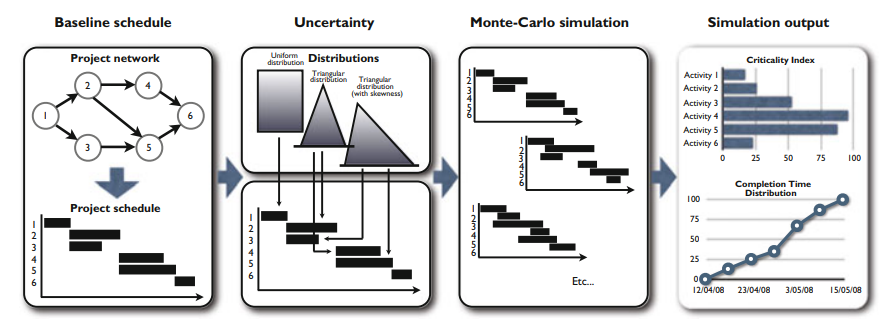 Baseline schedule
Uncertainty
Monte-Carlo simulation
Simulation output
Project network
1
2
3
4
5
6
Project schedule
1
2
3
4
5
6
Uniform
distribution
Distributions
Triangular
distribution
Triangular
distribution
(with skewness)
1
2
3
4
5
6
1
2
3
4
5
6
1
2
3
4
5
6
1
2
3
4
5
6
Etc...
Criticality Index
Activity 1
Activity 2
Activity 3
Activity 4
Activity 5
Activity 6
0 25 50 75 100
Completion Time
Distribution
100
75
50
25
0
12/04/08 23/04/08 3/05/08 15/05/08